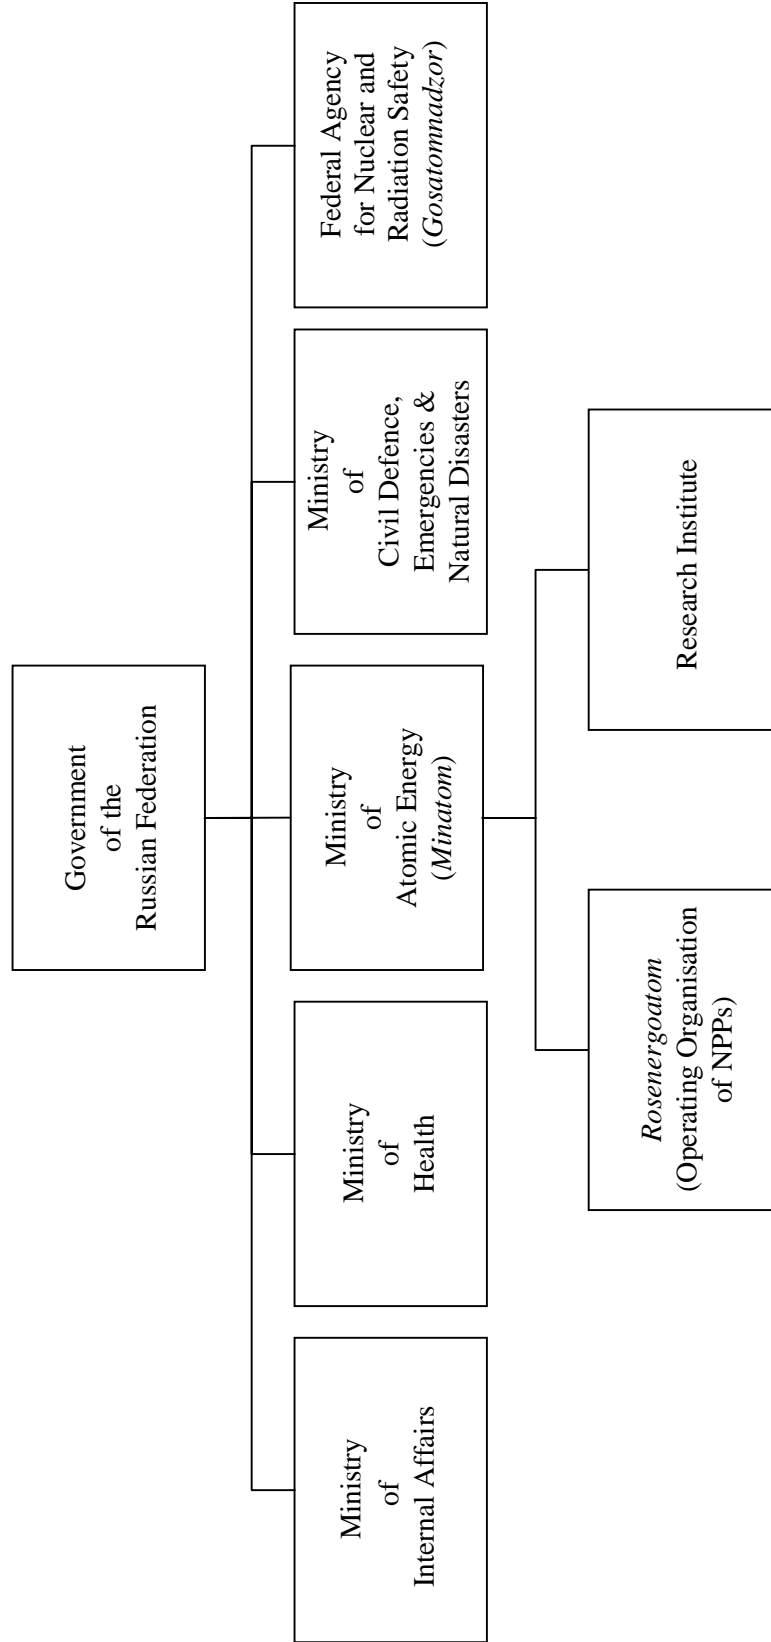 Government
of the
Russian Federation
Ministry
of
Internal Affairs
Ministry
of
Health
Ministry
of
Atomic Energy
(Minatom)
Ministry
of
Civil Defence,
Emergencies &
Natural Disasters
Federal Agency
for Nuclear and
Radiation Safety
(Gosatomnadzor)
Rosenergoatom
(Operating Organisation
of NPPs)
Research Institute